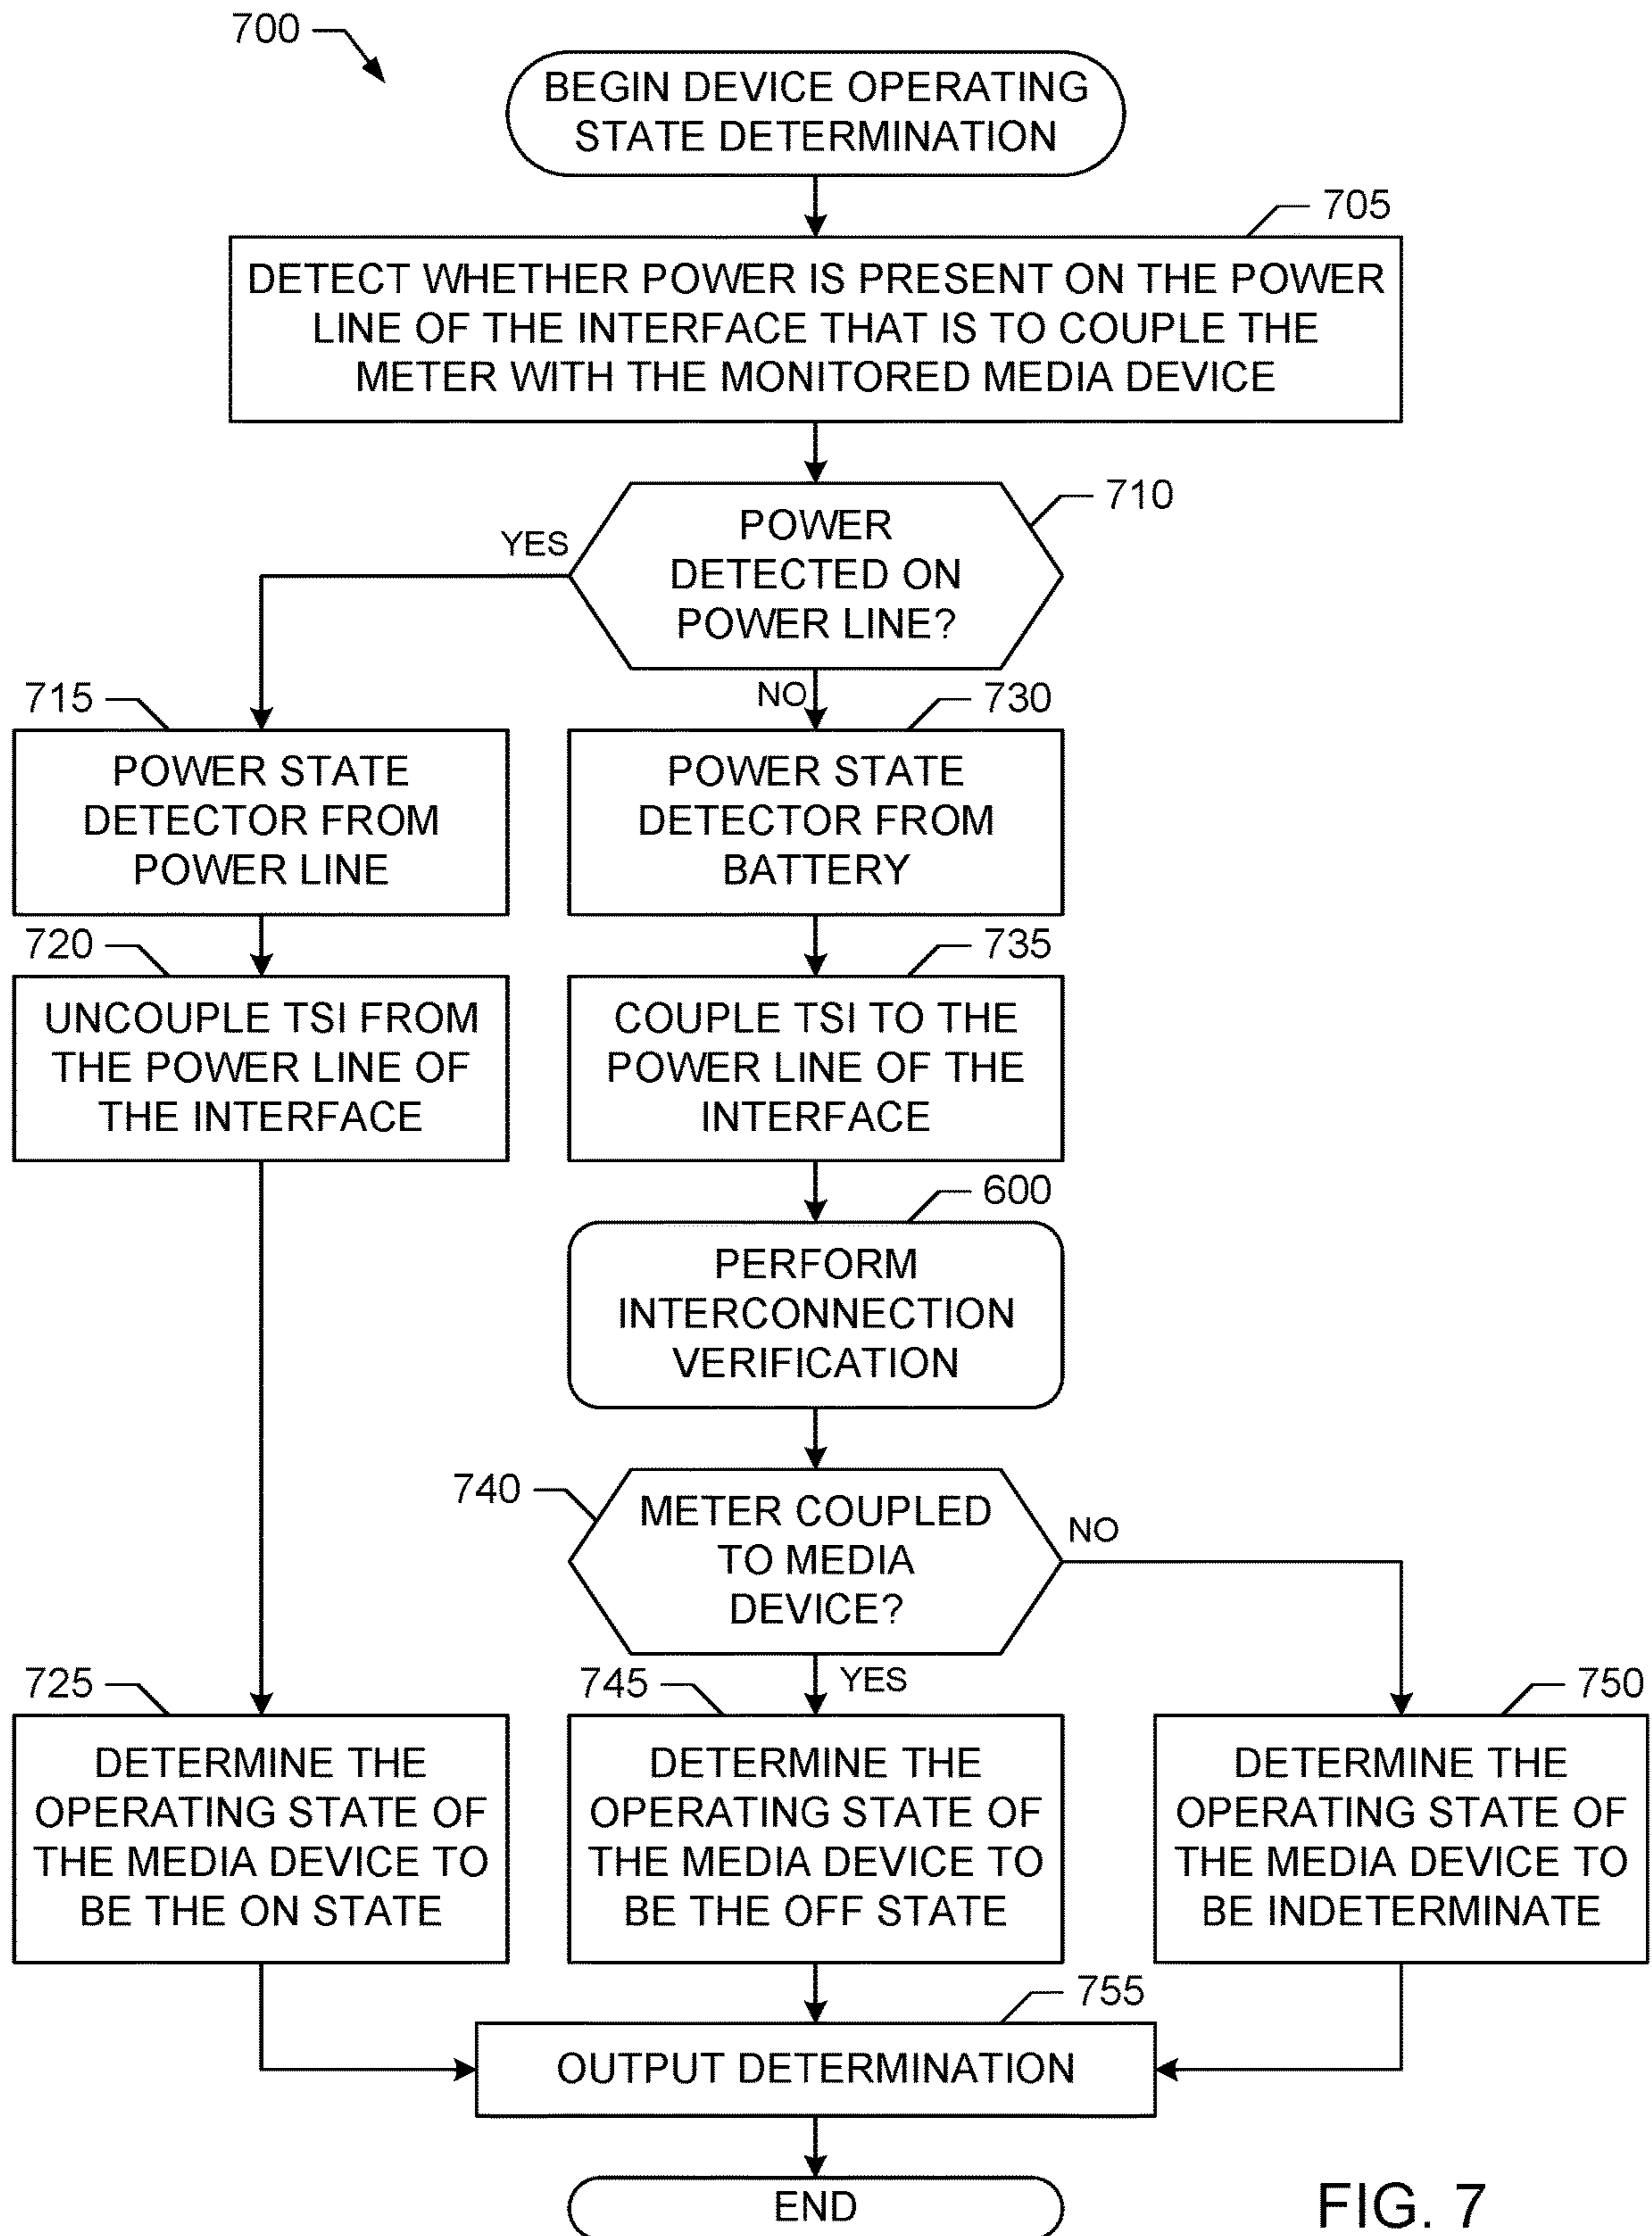 700
BEGIN DEVICE OPERATING
STATE DETERMINATION
705
DETECT WHETHER POWER IS PRESENT ON THE POWER
LINE OF THE INTERFACE THAT IS TO COUPLE THE
METER WITH THE MONITORED MEDIA DEVICE
710
POWER
DETECTED ON
POWER LINE?
YES
NO
715
POWER STATE
DETECTOR FROM
POWER LINE
730
POWER STATE
DETECTOR FROM
BATTERY
720
UNCOUPLE TSI FROM
THE POWER LINE OF
THE INTERFACE
735
COUPLE TSI TO THE
POWER LINE OF THE
INTERFACE
600
PERFORM
INTERCONNECTION
VERIFICATION
740
METER COUPLED
TO MEDIA
DEVICE?
NO
YES
725
DETERMINE THE
OPERATING STATE OF
THE MEDIA DEVICE TO
BE THE ON STATE
745
DETERMINE THE
OPERATING STATE OF
THE MEDIA DEVICE TO
BE THE OFF STATE
750
DETERMINE THE
OPERATING STATE OF
THE MEDIA DEVICE TO
BE INDETERMINATE
755
OUTPUT DETERMINATION
END
FIG. 7